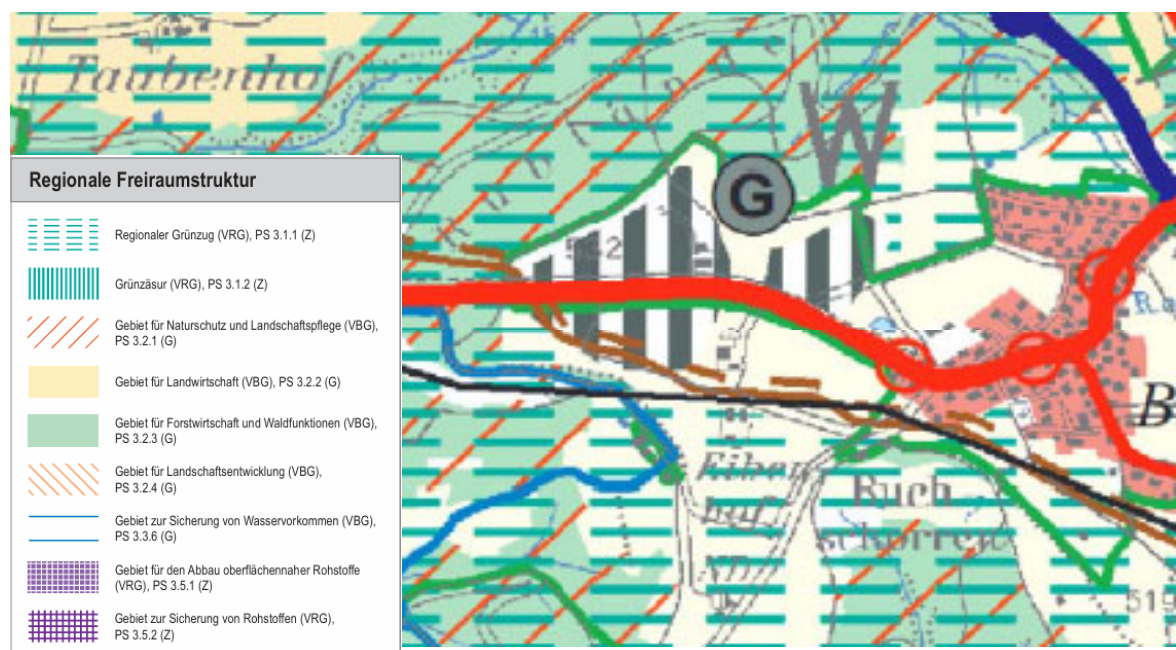 Taubenhof
Regionale Freiraumstruktur
Regionaler Grünzug (VRG), PS 3.1.1 (Z)
Grünzäsur (VRG), PS 3.1.2 (Z)
Gebiet für Naturschutz und Landschaftspflege (VBG),
PS 3.2.1 (G)
Gebiet für Landwirtschaft (VBG), PS 3.2.2 (G)
Gebiet für Forstwirtschaft und Waldfunktionen (VBG),
PS 3.2.3 (G)
Gebiet für Landschaftsentwicklung (VBG),
PS 3.2.4 (G)
Gebiet zur Sicherung von Wasservorkommen (VBG),
PS 3.3.6 (G)
Gebiet für den Abbau oberflächennaher Rohstoffe
(VRG), PS 3.5.1 (Z)
Gebiet zur Sicherung von Rohstoffen (VRG),
PS 3.5.2 (Z)
W
G
B
Eiben
hof
Ruch
519